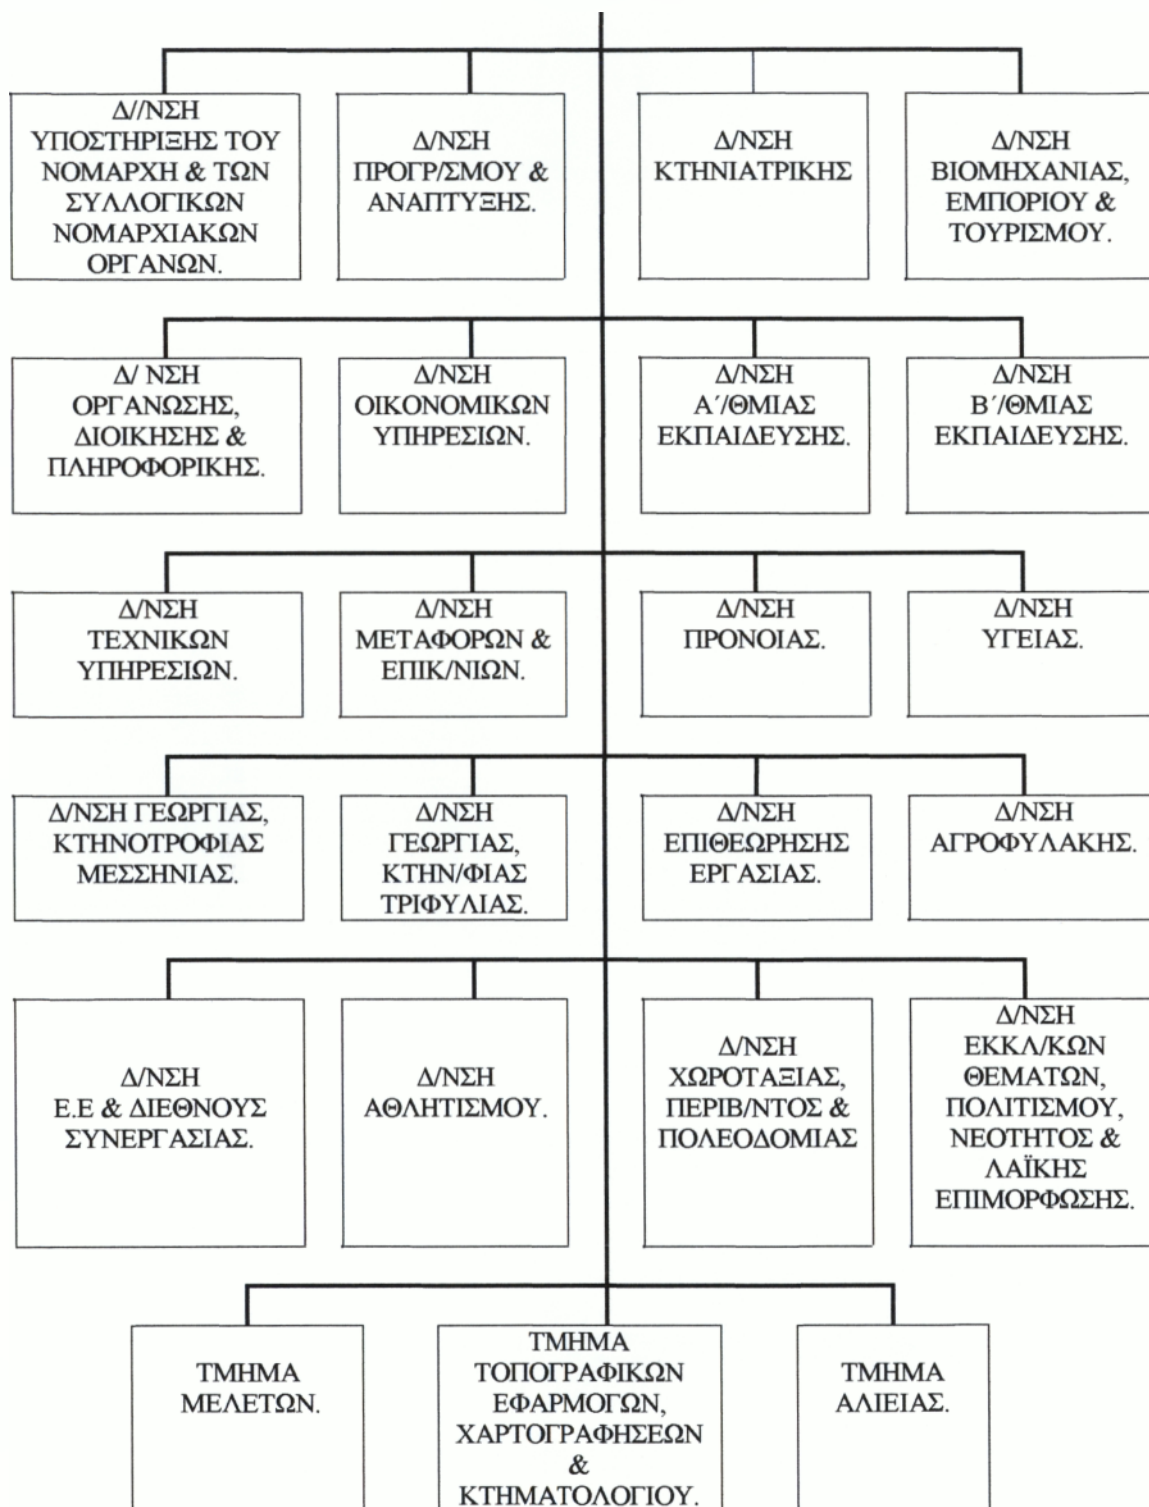 Δ//ΝΣΗ
ΥΠΟΣΤΗΡΙΞΗΣ ΤΟΥ
ΝΟΜΑΡΧΗ & ΤΩΝ
ΣΥΛΛΟΓΙΚΩΝ
ΝΟΜΑΡΧΙΑΚΩΝ
ΟΡΓΑΝΩΝ.
Δ/ΝΣΗ
ΠΡΟΓΡ/ΣΜΟΥ &
ΑΝΑΠΤΥΞΗΣ.
Δ/ΝΣΗ
ΚΤΗΝΙΑΤΡΙΚΗΣ
Δ/ΝΣΗ
ΒΙΟΜΗΧΑΝΙΑΣ,
ΕΜΠΟΡΙΟΥ &
ΤΟΥΡΙΣΜΟΥ.
Δ/ ΝΣΗ
ΟΡΓΑΝΩΣΗΣ,
ΔΙΟΙΚΗΣΗΣ &
ΠΛΗΡΟΦΟΡΙΚΗΣ.
Δ/ΝΣΗ
ΟΙΚΟΝΟΜΙΚΩΝ
ΥΠΗΡΕΣΙΩΝ.
Δ/ΝΣΗ
Α΄/ΘΜΙΑΣ
ΕΚΠΑΙΔΕΥΣΗΣ.
Δ/ΝΣΗ
Β΄/ΘΜΙΑΣ
ΕΚΠΑΙΔΕΥΣΗΣ.
Δ/ΝΣΗ
ΤΕΧΝΙΚΩΝ
ΥΠΗΡΕΣΙΩΝ.
Δ/ΝΣΗ
ΜΕΤΑΦΟΡΩΝ &
ΕΠΙΚ/ΝΙΩΝ.
Δ/ΝΣΗ
ΠΡΟΝΟΙΑΣ.
Δ/ΝΣΗ
ΥΓΕΙΑΣ.
Δ/ΝΣΗ ΓΕΩΡΓΙΑΣ,
ΚΤΗΝΟΤΡΟΦΙΑΣ
ΜΕΣΣΗΝΙΑΣ.
Δ/ΝΣΗ
ΓΕΩΡΓΙΑΣ,
ΚΤΗΝ/ΦΙΑΣ
ΤΡΙΦΥΛΙΑΣ.
Δ/ΝΣΗ
ΕΠΙΘΕΩΡΗΣΗΣ
ΕΡΓΑΣΙΑΣ.
Δ/ΝΣΗ
ΑΓΡΟΦΥΛΑΚΗΣ.
Δ/ΝΣΗ
Ε.Ε & ΔΙΕΘΝΟΥΣ
ΣΥΝΕΡΓΑΣΙΑΣ.
Δ/ΝΣΗ
ΑΘΛΗΤΙΣΜΟΥ.
Δ/ΝΣΗ
ΧΩΡΟΤΑΞΙΑΣ,
ΠΕΡΙΒ/ΝΤΟΣ &
ΠΟΛΕΟΔΟΜΙΑΣ
Δ/ΝΣΗ
ΕΚΚΛ/ΚΩΝ
ΘΕΜΑΤΩΝ,
ΠΟΛΙΤΙΣΜΟΥ,
ΝΕΟΤΗΤΟΣ &
ΛΑΪΚΗΣ
ΕΠΙΜΟΡΦΩΣΗΣ.
ΤΜΗΜΑ
ΜΕΛΕΤΩΝ.
ΤΜΗΜΑ
ΤΟΠΟΓΡΑΦΙΚΩΝ
ΕΦΑΡΜΟΓΩΝ,
ΧΑΡΤΟΓΡΑΦΗΣΕΩΝ
&
ΚΤΗΜΑΤΟΛΟΓΙΟΥ.
ΤΜΗΜΑ
ΑΛΙΕΙΑΣ.